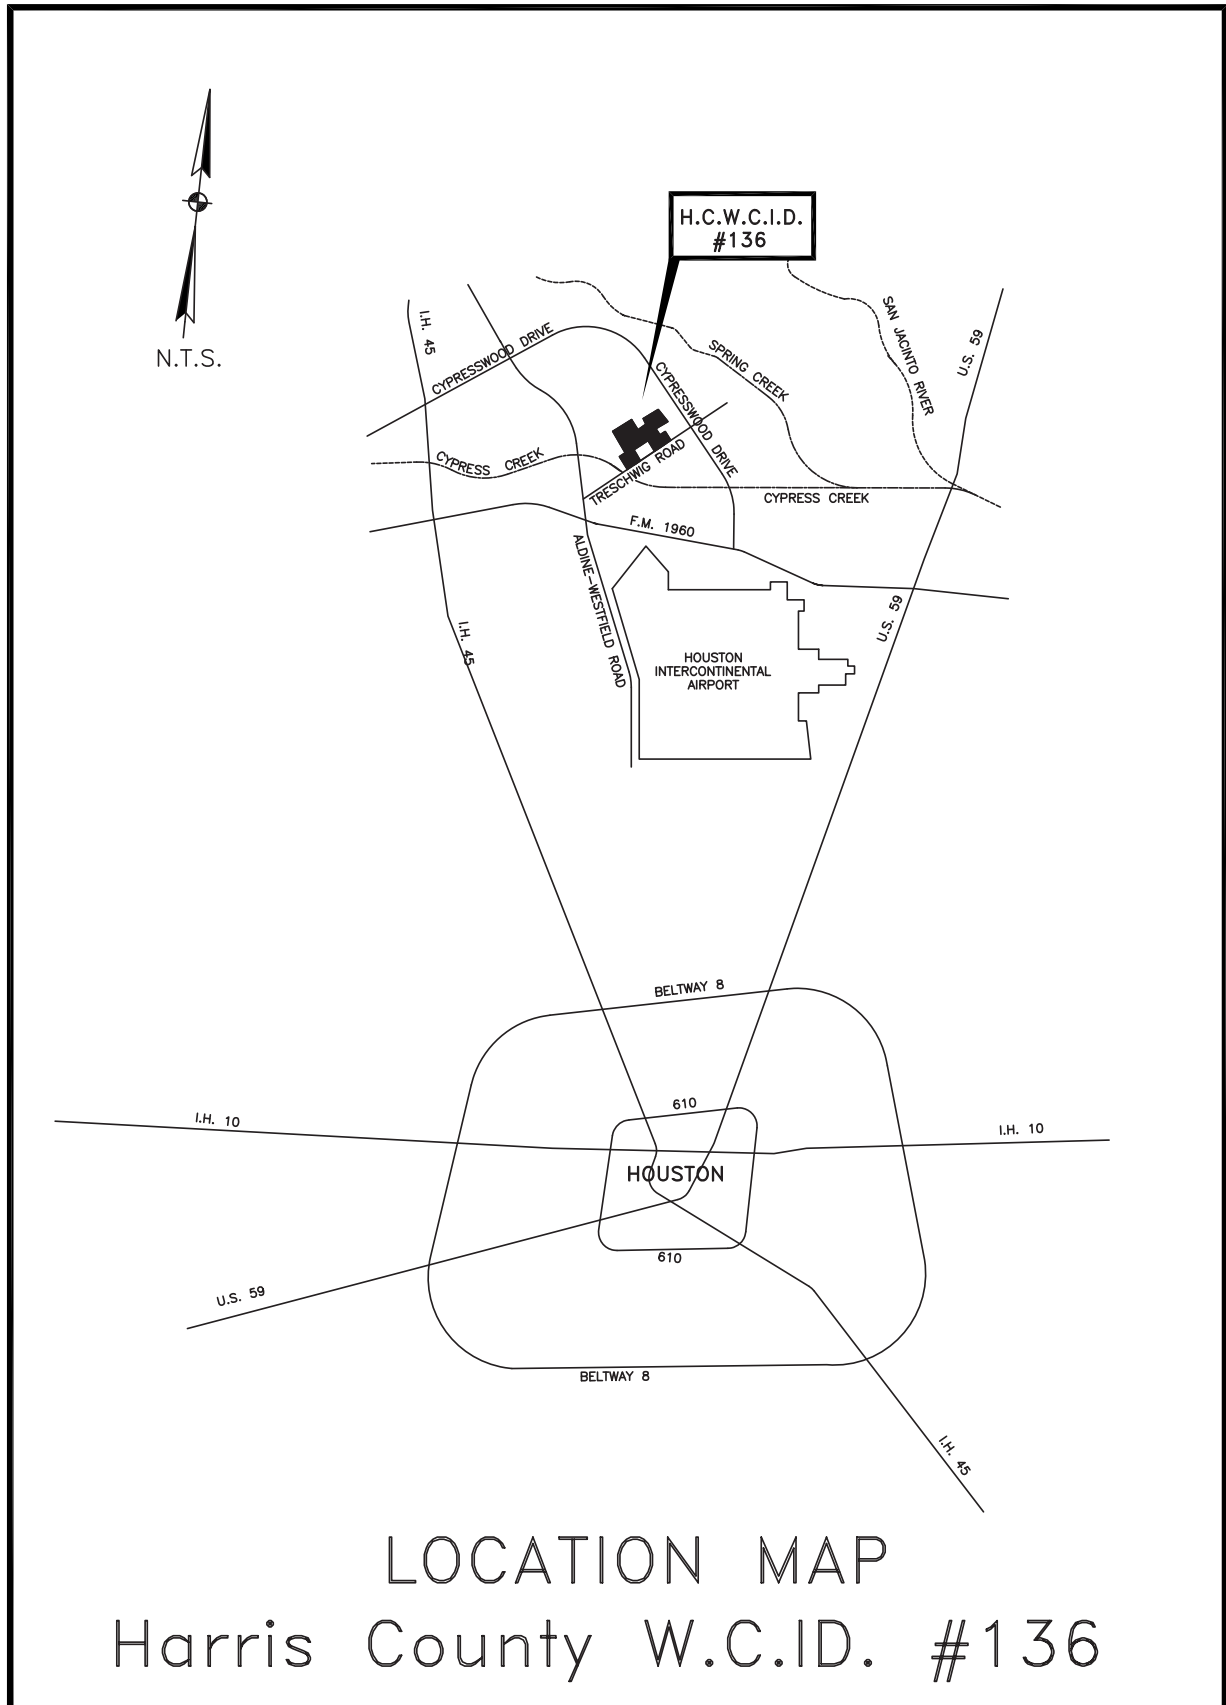 H.C.W.C.I.D.
#136
N.T.S.
I.H. 45
CYPRESSWOOD DRIVE
SPRING CREEK
SAN JACINTO RIVER
U.S. 59
CYPRESSWOOD DRIVE
CYPRESS CREEK
TRESCHWIG ROAD
CYPRESS CREEK
F.M. 1960
ALDINE-WESTFIELD ROAD
U.S. 59
I.H. 45
HOUSTON
INTERCONTINENTAL
AIRPORT
BELTWAY 8
610
I.H. 10
I.H. 10
HOUSTON
610
U.S. 59
BELTWAY 8
I.H. 45
LOCATION MAP
Harris County W.C.ID. #136